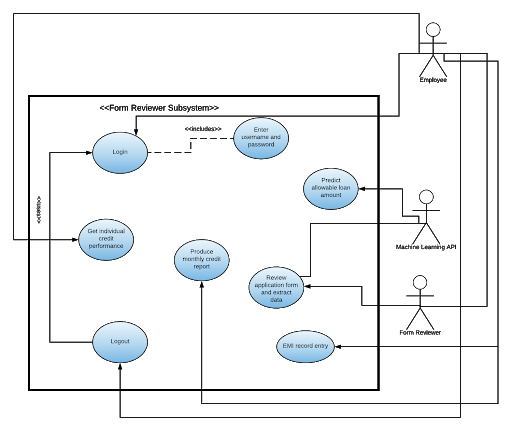 Employee
<<Form Reviewer Subsystem>>
<<includes>>
Enter
username and
password
Login
Predict
allowable loan
amount
Get individual
credit
performance
Machine Learning API
Produce
monthly credit
report
Review
application form
and extract
data
Form Reviewer
Logout
EMI record entry